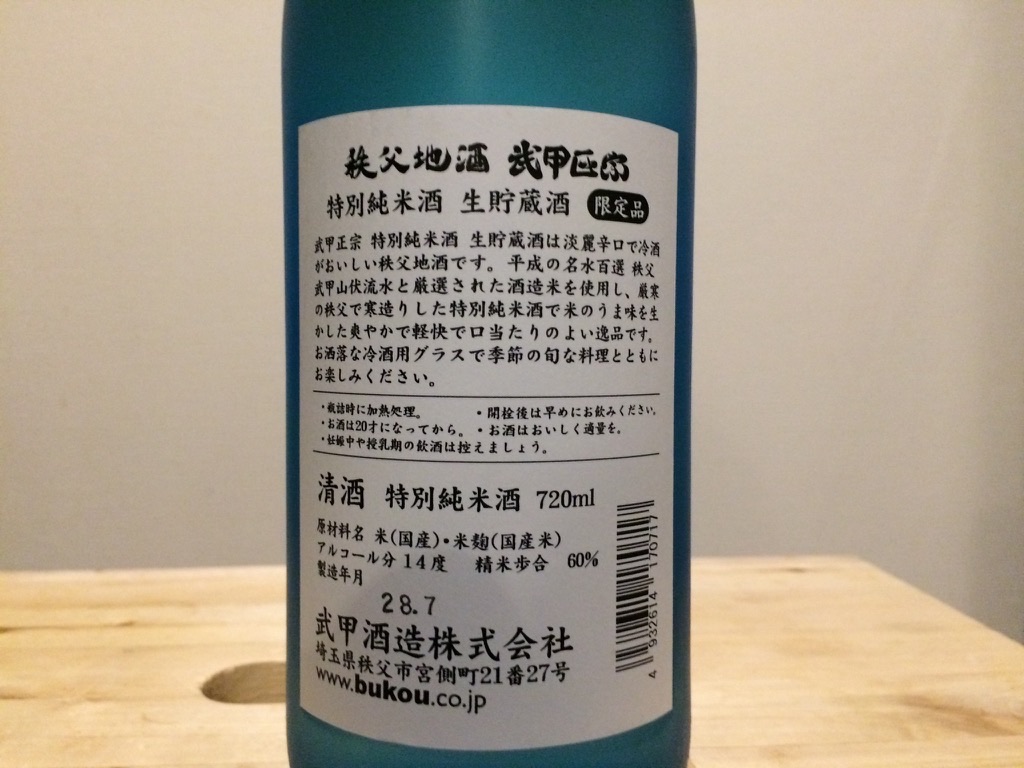 秩父地酒 武甲正宗
特別純米酒 生貯蔵酒 限定品
武甲正宗 特別純米酒 生貯蔵酒は淡麗辛口で冷酒
がおいしい秩父地酒です。平成の名水百選 秩父
武甲山伏流水と厳選された酒造米を使用し、厳寒
の秩父で寒造りした特別純米酒で米のうま味を生
かした爽やかで軽快で口当たりのよい逸品です。
お洒落な冷酒用グラスで季節の旬な料理とともに
お楽しみください。
・瓶詰時に加熱処理。 ・開栓後は早めにお飲みください。
・お酒は20才になってから。 ・お酒はおいしく適量を。
・妊娠中や授乳期の飲酒は控えましょう。
清酒 特別純米酒 720ml
原材料名 米(国産)・米麹(国産米)
アルコール分 14度 精米歩合 60%
製造年月
28.7
武甲酒造株式会社
埼玉県秩父市宮側町21番27号
www.bukou.co.jp
4 932614 170717